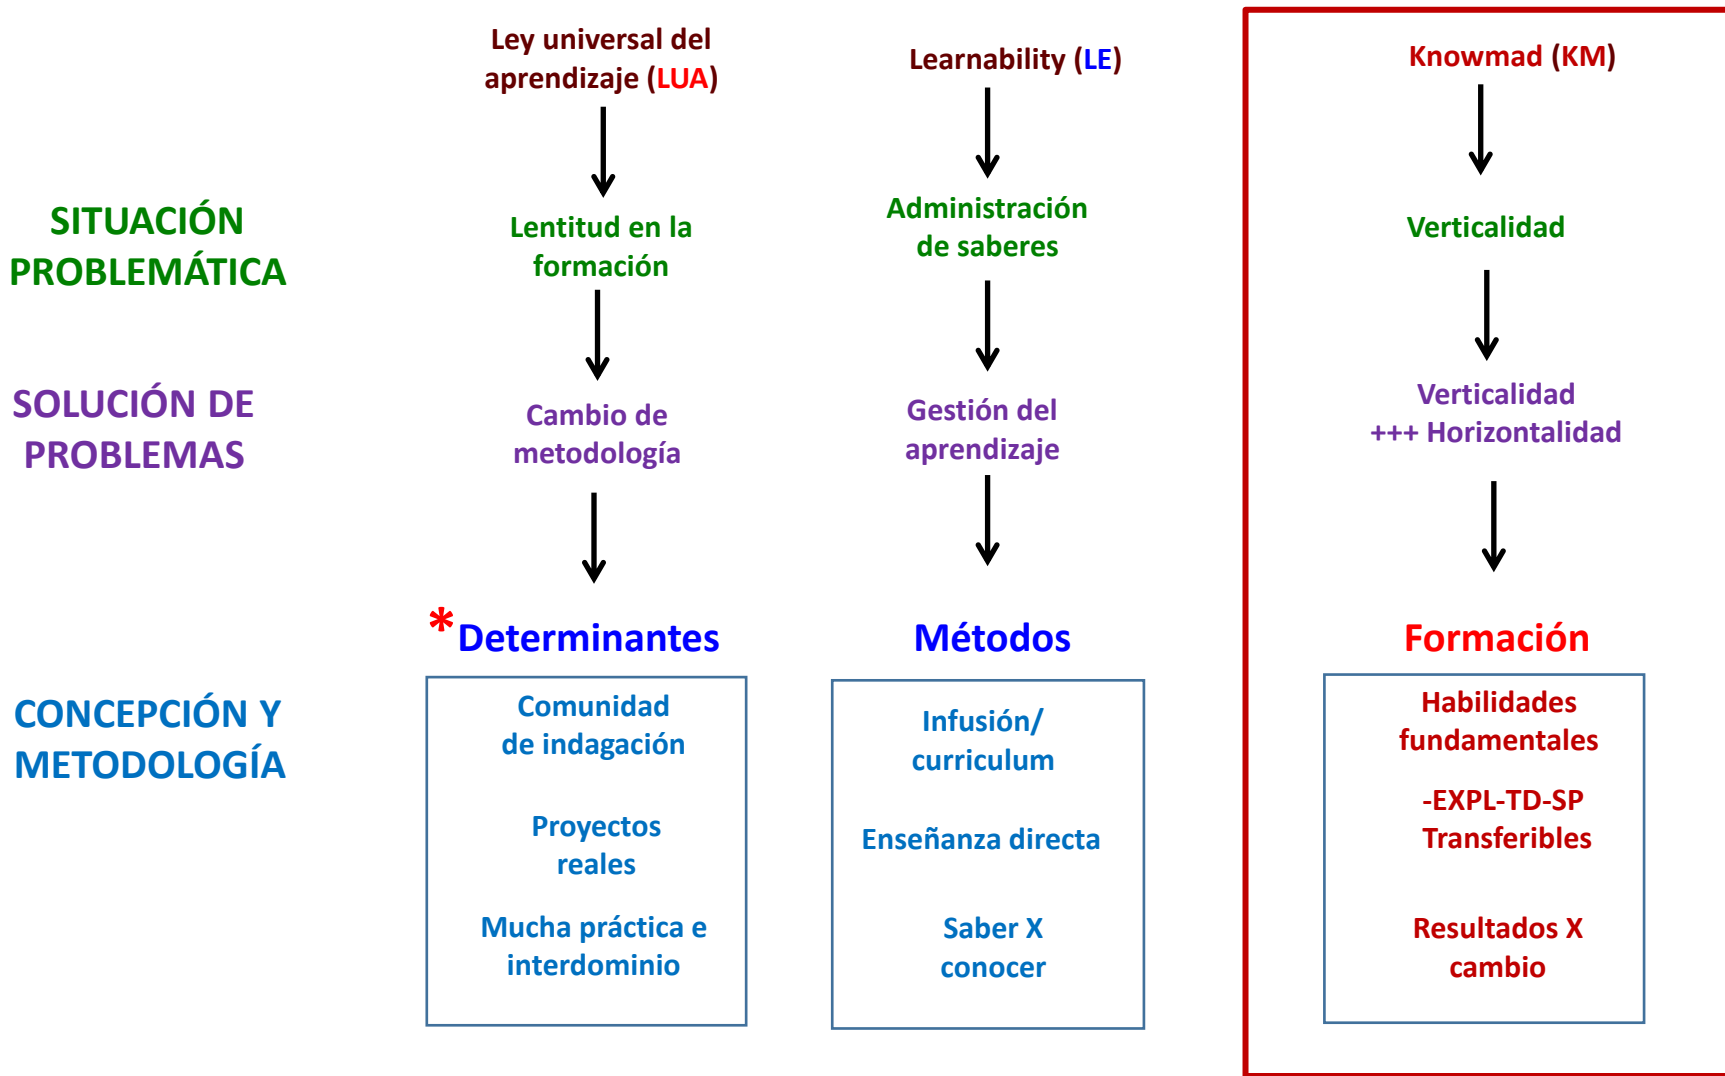 Ley universal del
aprendizaje (LUA)
Learnability (LE)
Knowmad (KM)
SITUACIÓN
PROBLEMÁTICA
Lentitud en la
formación
Administración
de saberes
Verticalidad
SOLUCIÓN DE
PROBLEMAS
Cambio de
metodología
Gestión del
aprendizaje
Verticalidad
+++ Horizontalidad
CONCEPCIÓN Y
METODOLOGÍA
*Determinantes
Comunidad
de indagación
Proyectos
reales
Mucha práctica e
interdominio
Métodos
Infusión/
curriculum
Enseñanza directa
Saber X
conocer
Formación
Habilidades
fundamentales
-EXPL-TD-SP
Transferibles
Resultados X
cambio